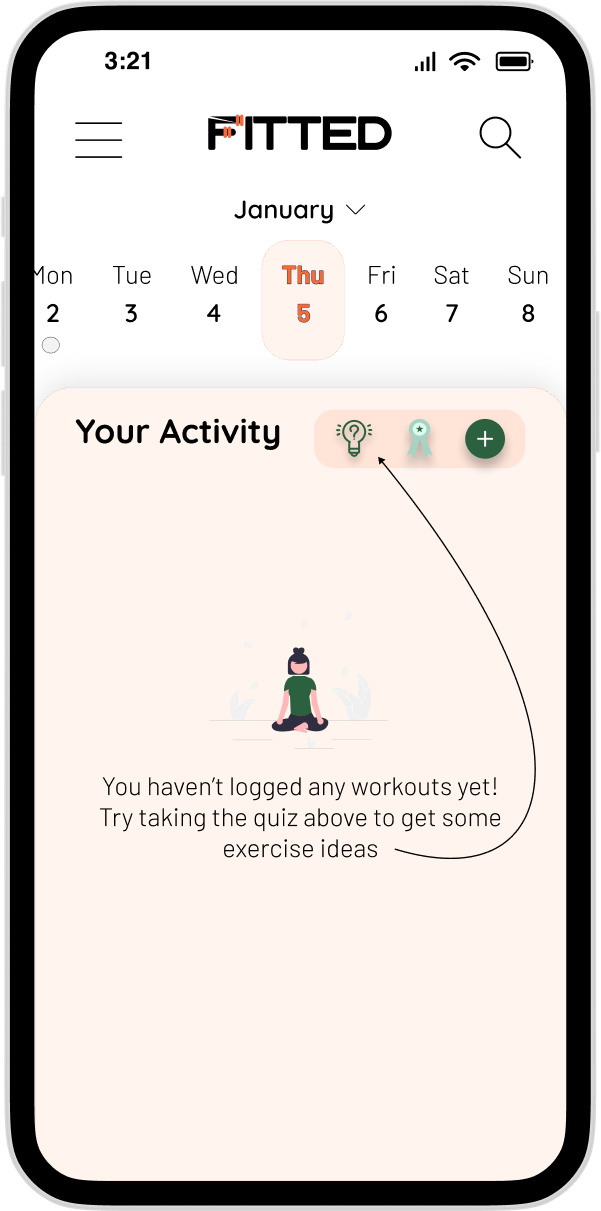 3:21
FITTED
January
Mon Tue Wed Thu Fri Sat Sun
2 3 4 5 6 7 8
Your Activity
You haven’t logged any workouts yet!
Try taking the quiz above to get some
exercise ideas